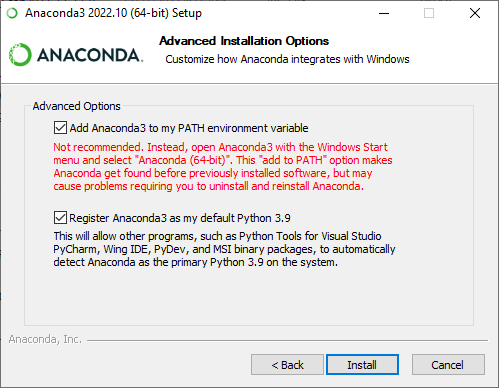 Anaconda3 2022.10 (64-bit) Setup
ANACONDA.
Advanced Installation Options
Customize how Anaconda integrates with Windows
Advanced Options
Add Anaconda3 to my PATH environment variable
Not recommended. Instead, open Anaconda3 with the Windows Start
menu and select "Anaconda (64-bit)". This "add to PATH" option makes
Anaconda get found before previously installed software, but may
cause problems requiring you to uninstall and reinstall Anaconda.
Register Anaconda3 as my default Python 3.9
This will allow other programs, such as Python Tools for Visual Studio
PyCharm, Wing IDE, PyDev, and MSI binary packages, to automatically
detect Anaconda as the primary Python 3.9 on the system.
Anaconda, Inc.
< Back
Install
Cancel